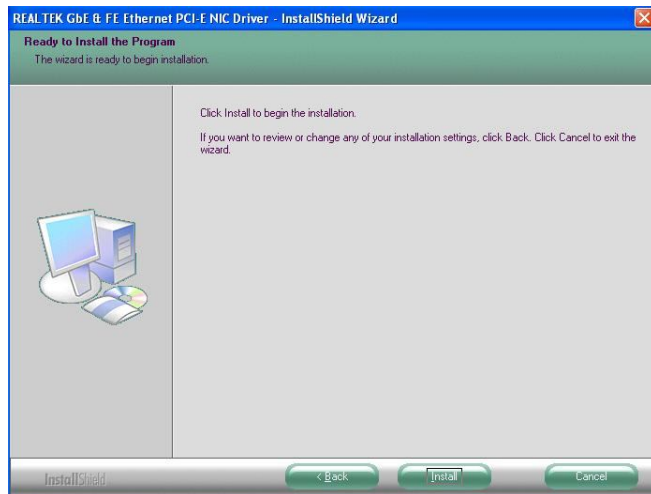 REALTEK GbE & FE Ethernet PCI-E NIC Driver - InstallShield Wizard
Ready to Install the Program
The wizard is ready to begin installation.
Click Install to begin the installation.
If you want to review or change any of your installation settings, click Back. Click Cancel to exit the
wizard.
InstallShield
< Back
Install
Cancel